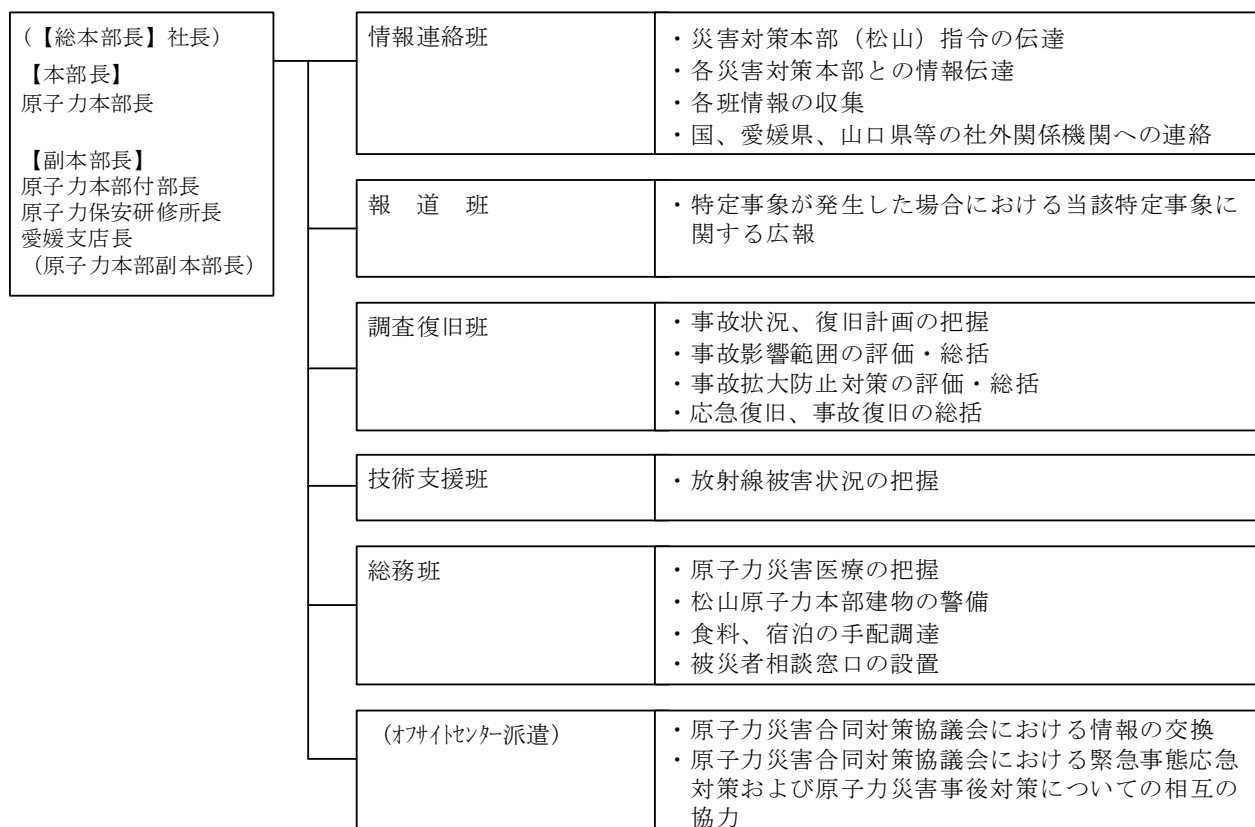 (【総本部長】社長)
【本部長】
原子力本部長
【副本部長】
原子力本部付部長
原子力保安研修所長
愛媛支店長
(原子力本部副本部長)
情報連絡班
・災害対策本部(松山)指令の伝達
・各災害対策本部との情報伝達
・各班情報の収集
・国、愛媛県、山口県等の社外関係機関への連絡
報 道 班
・特定事象が発生した場合における当該特定事象に
関する広報
調査復旧班
・事故状況、復旧計画の把握
・事故影響範囲の評価・総括
・事故拡大防止対策の評価・総括
・応急復旧、事故復旧の総括
技術支援班
・放射線被害状況の把握
総務班
・原子力災害医療の把握
・松山原子力本部建物の警備
・食料、宿泊の手配調達
・被災者相談窓口の設置
(オフサイトセンター派遣)
・原子力災害合同対策協議会における情報の交換
・原子力災害合同対策協議会における緊急事態応急
対策および原子力災害事後対策についての相互の
協力